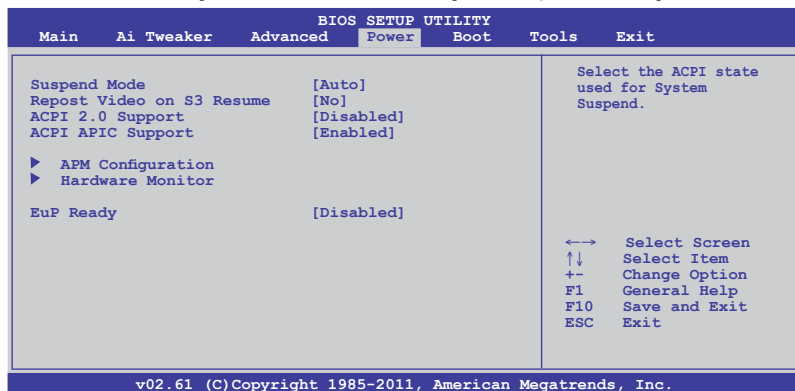 BIOS SETUP UTILITY
Main Ai Tweaker Advanced Power Boot Tools Exit
Suspend Mode [Auto]
Repost Video on S3 Resume [No]
ACPI 2.0 Support [Disabled]
ACPI APIC Support [Enabled]
APM Configuration
Hardware Monitor
EuP Ready [Disabled]
Select the ACPI state
used for System
Suspend.
←→ Select Screen
↑↓ Select Item
+- Change Option
F1 General Help
F10 Save and Exit
ESC Exit
v02.61 (C)Copyright 1985-2011, American Megatrends, Inc.